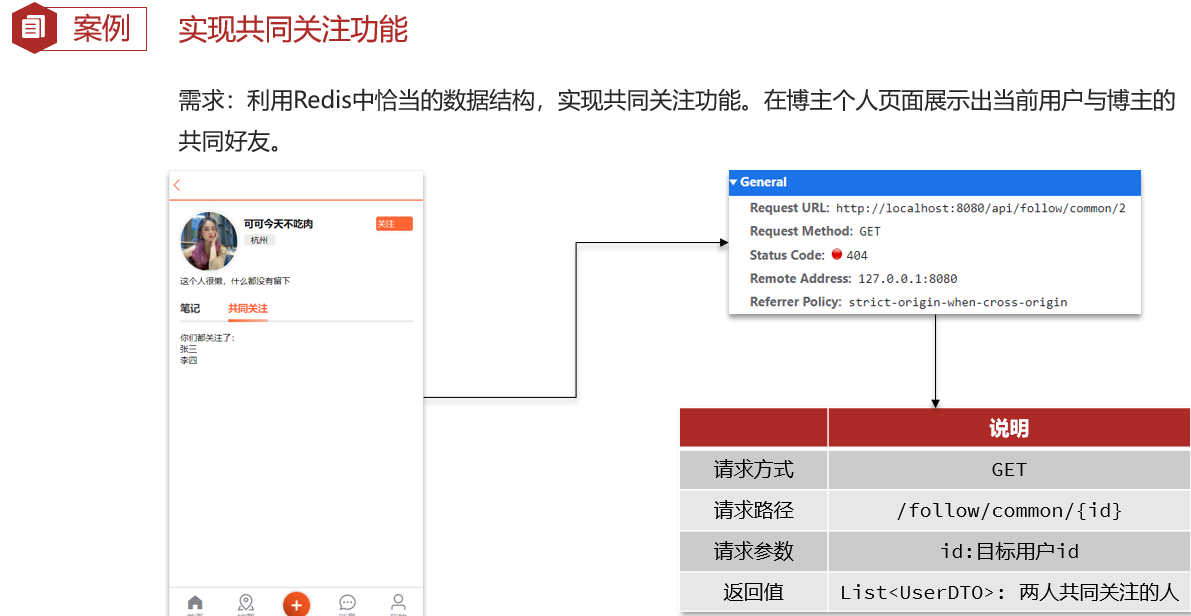 案例
实现共同关注功能
需求：利用Redis中恰当的数据结构，实现共同关注功能。在博主个人页面展示出当前用户与博主的
共同好友。
可可今天不吃肉
关注
杭州
这个人很懒，什么都没有留下
笔记 共同关注
你们都关注了：
张三
李四
General
Request URL: http://localhost:8080/api/follow/common/2
Request Method: GET
Status Code: 404
Remote Address: 127.0.0.1:8080
Referrer Policy: strict-origin-when-cross-origin
说明
请求方式 GET
请求路径 /follow/common/{id}
请求参数 id:目标用户id
返回值 List<UserDTO>: 两人共同关注的人